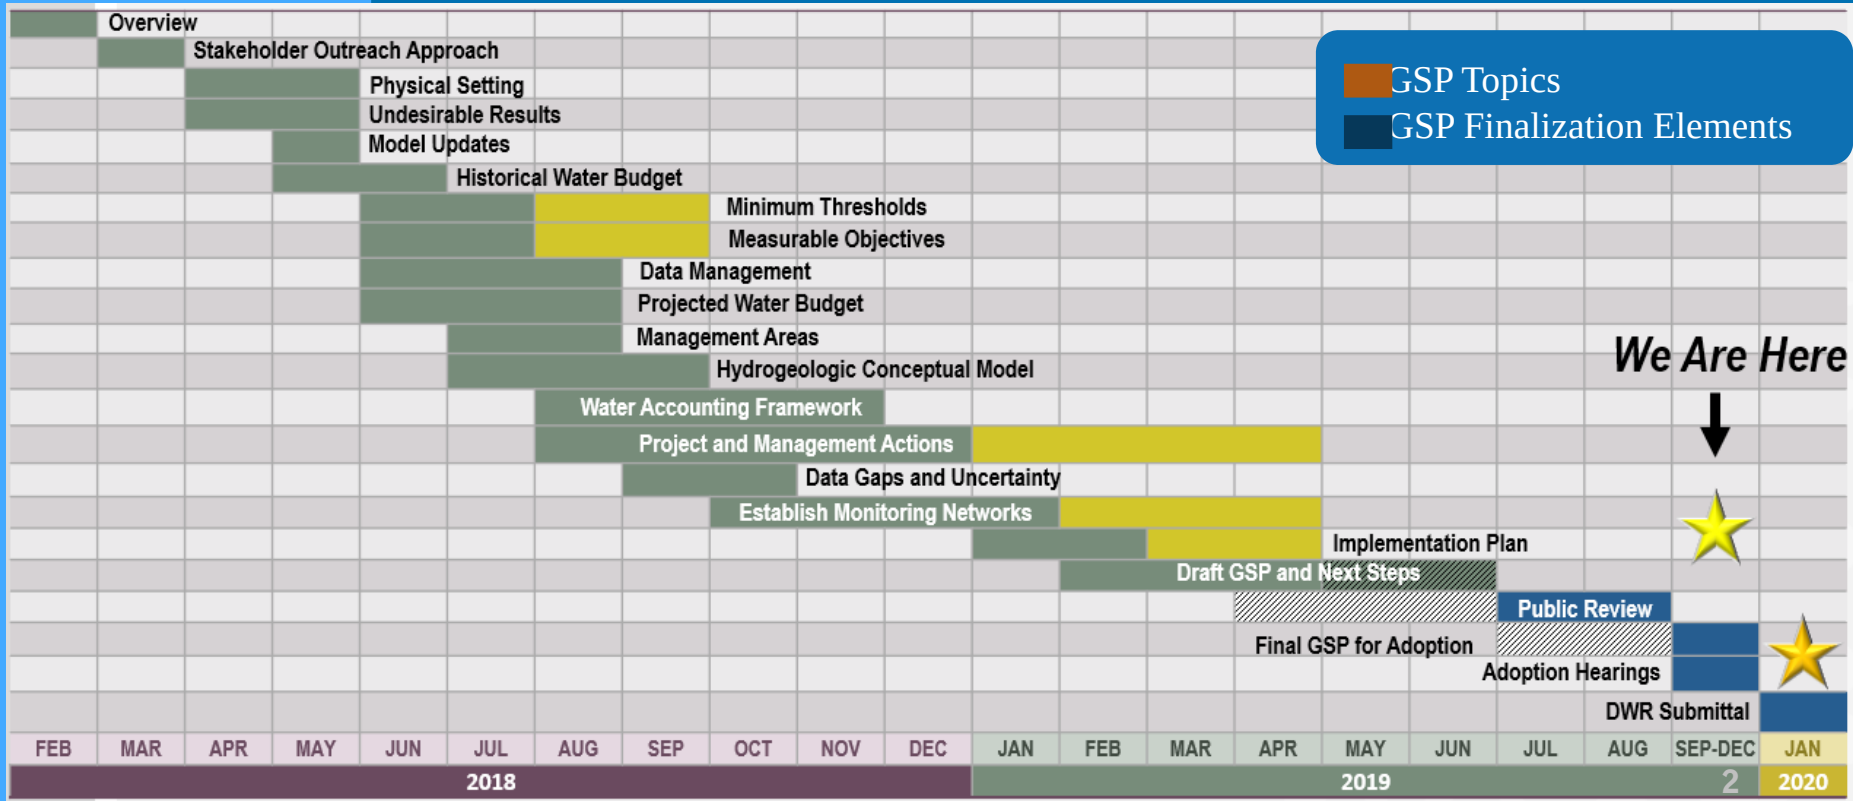 Overview
Stakeholder Outreach Approach
GSP Topics
GSP Finalization Elements
Physical Setting
Undesirable Results
Model Updates
Historical Water Budget
Minimum Thresholds
Measurable Objectives
Data Management
Projected Water Budget
Management Areas
We Are Here
Hydrogeologic Conceptual Model
Water Accounting Framework
Project and Management Actions
Data Gaps and Uncertainty
Establish Monitoring Networks
Implementation Plan
Draft GSP and Next Steps
Public Review
Final GSP for Adoption
Adoption Hearings
DWR Submittal
FEB MAR APR MAY JUN JUL AUG SEP OCT NOV DEC JAN FEB MAR APR MAY JUN JUL AUG SEP-DEC JAN
2018 2019 2 2020